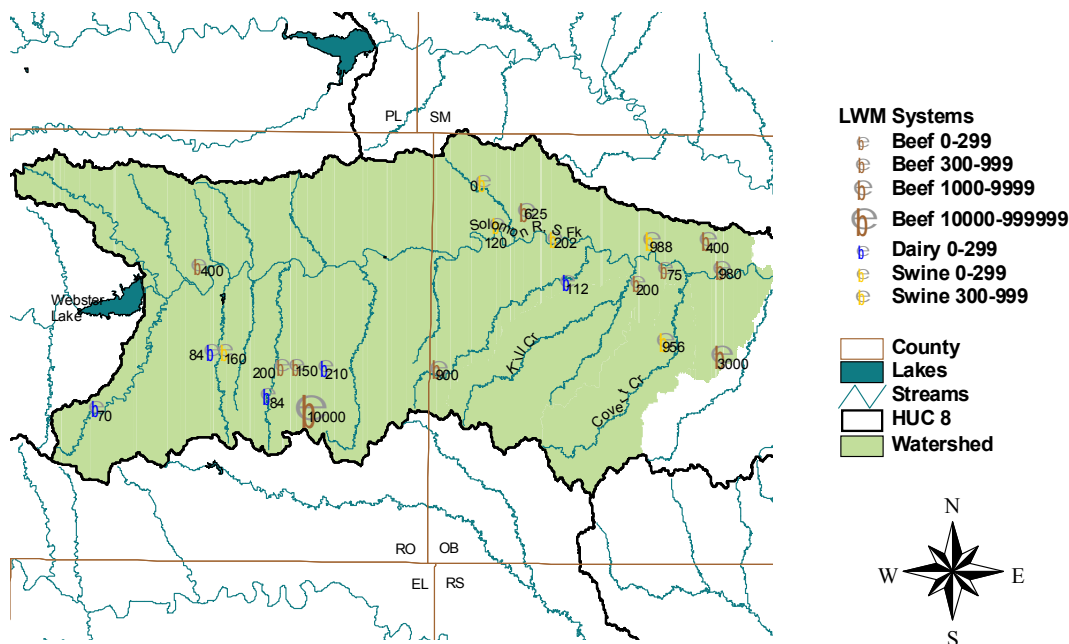 PL SM
0
625
Solomon R, S Fk
120
202
988
400
400
75
980
112
200
Webster
Lake
Kill Cr
956
84
160
200
150
210
900
3000
84
70
10000
Covert Cr
RO OB
EL RS
LWM Systems
Beef 0-299
Beef 300-999
Beef 1000-9999
Beef 10000-999999
Dairy 0-299
Swine 0-299
Swine 300-999
County
Lakes
Streams
HUC 8
Watershed
N
W E
S